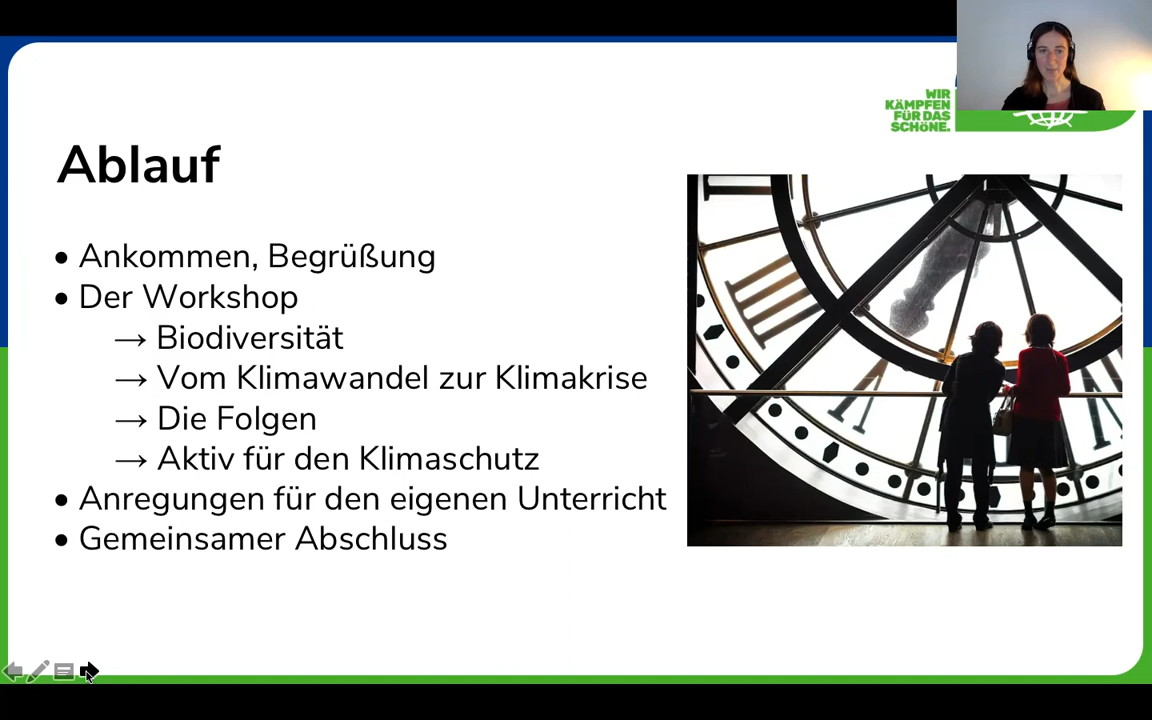 WIR
KÄMPFEN
FÜR DAS
SCHÖNE.
Ablauf
• Ankommen, Begrüßung
• Der Workshop
→ Biodiversität
→ Vom Klimawandel zur Klimakrise
→ Die Folgen
→ Aktiv für den Klimaschutz
• Anregungen für den eigenen Unterricht
• Gemeinsamer Abschluss